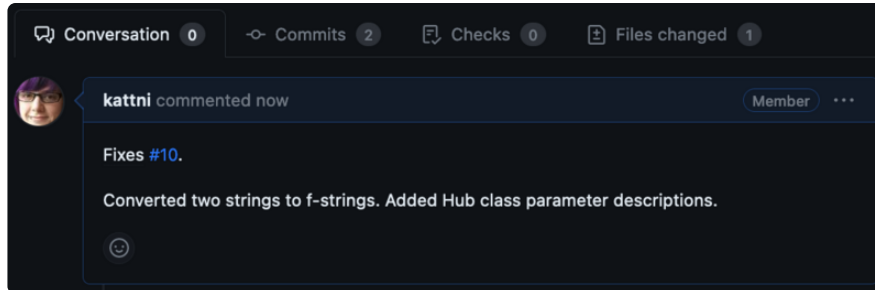 Conversation 0 Commits 2 Checks 0 Files changed 1
kattni commented now Member
Fixes #10.
Converted two strings to f-strings. Added Hub class parameter descriptions.